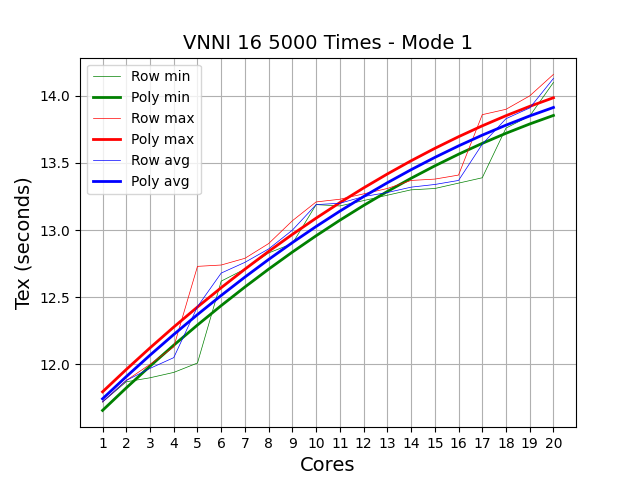 VNNI 16 5000 Times - Mode 1
Row min
Poly min
Row max
Poly max
Row avg
Poly avg
14.0
13.5
13.0
12.5
12.0
Tex (seconds)
1 2 3 4 5 6 7 8 9 10 11 12 13 14 15 16 17 18 19 20
Cores